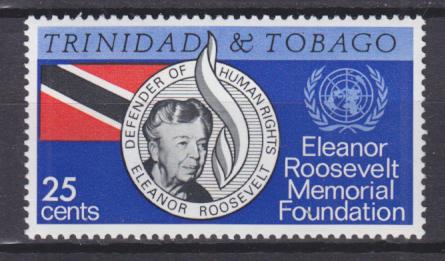 TRINIDAD & TOBAGO
DEFENDER OF HUMAN RIGHTS
ELEANOR ROOSEVELT
25
cents
Eleanor
Roosevelt
Memorial
Foundation